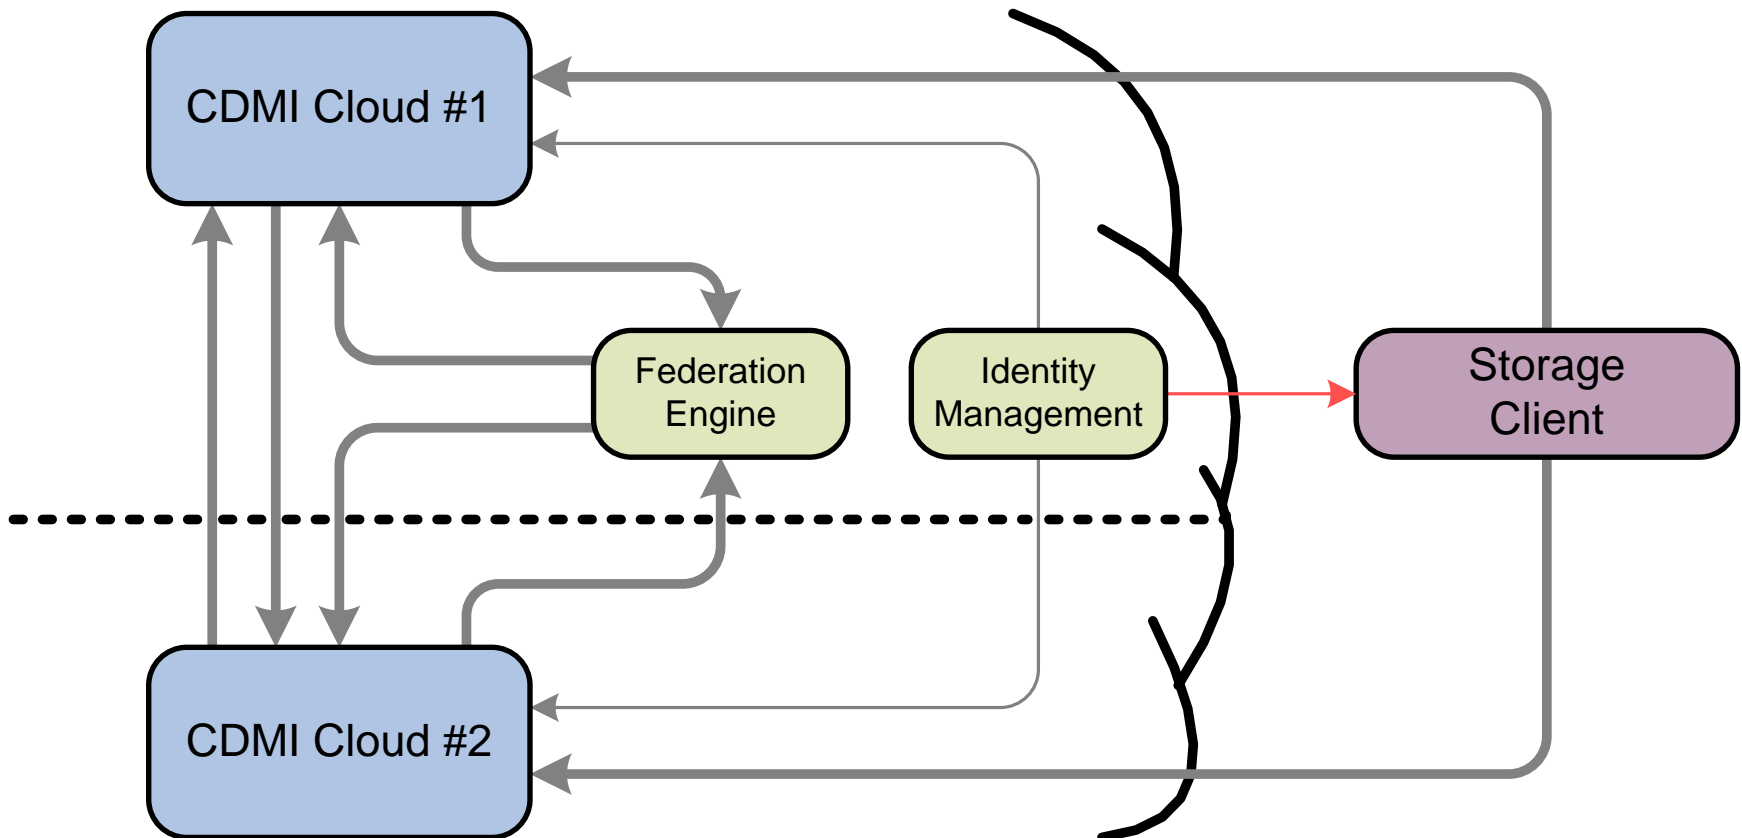 CDMI Cloud #1
Federation
Engine
Identity
Management
Storage
Client
CDMI Cloud #2